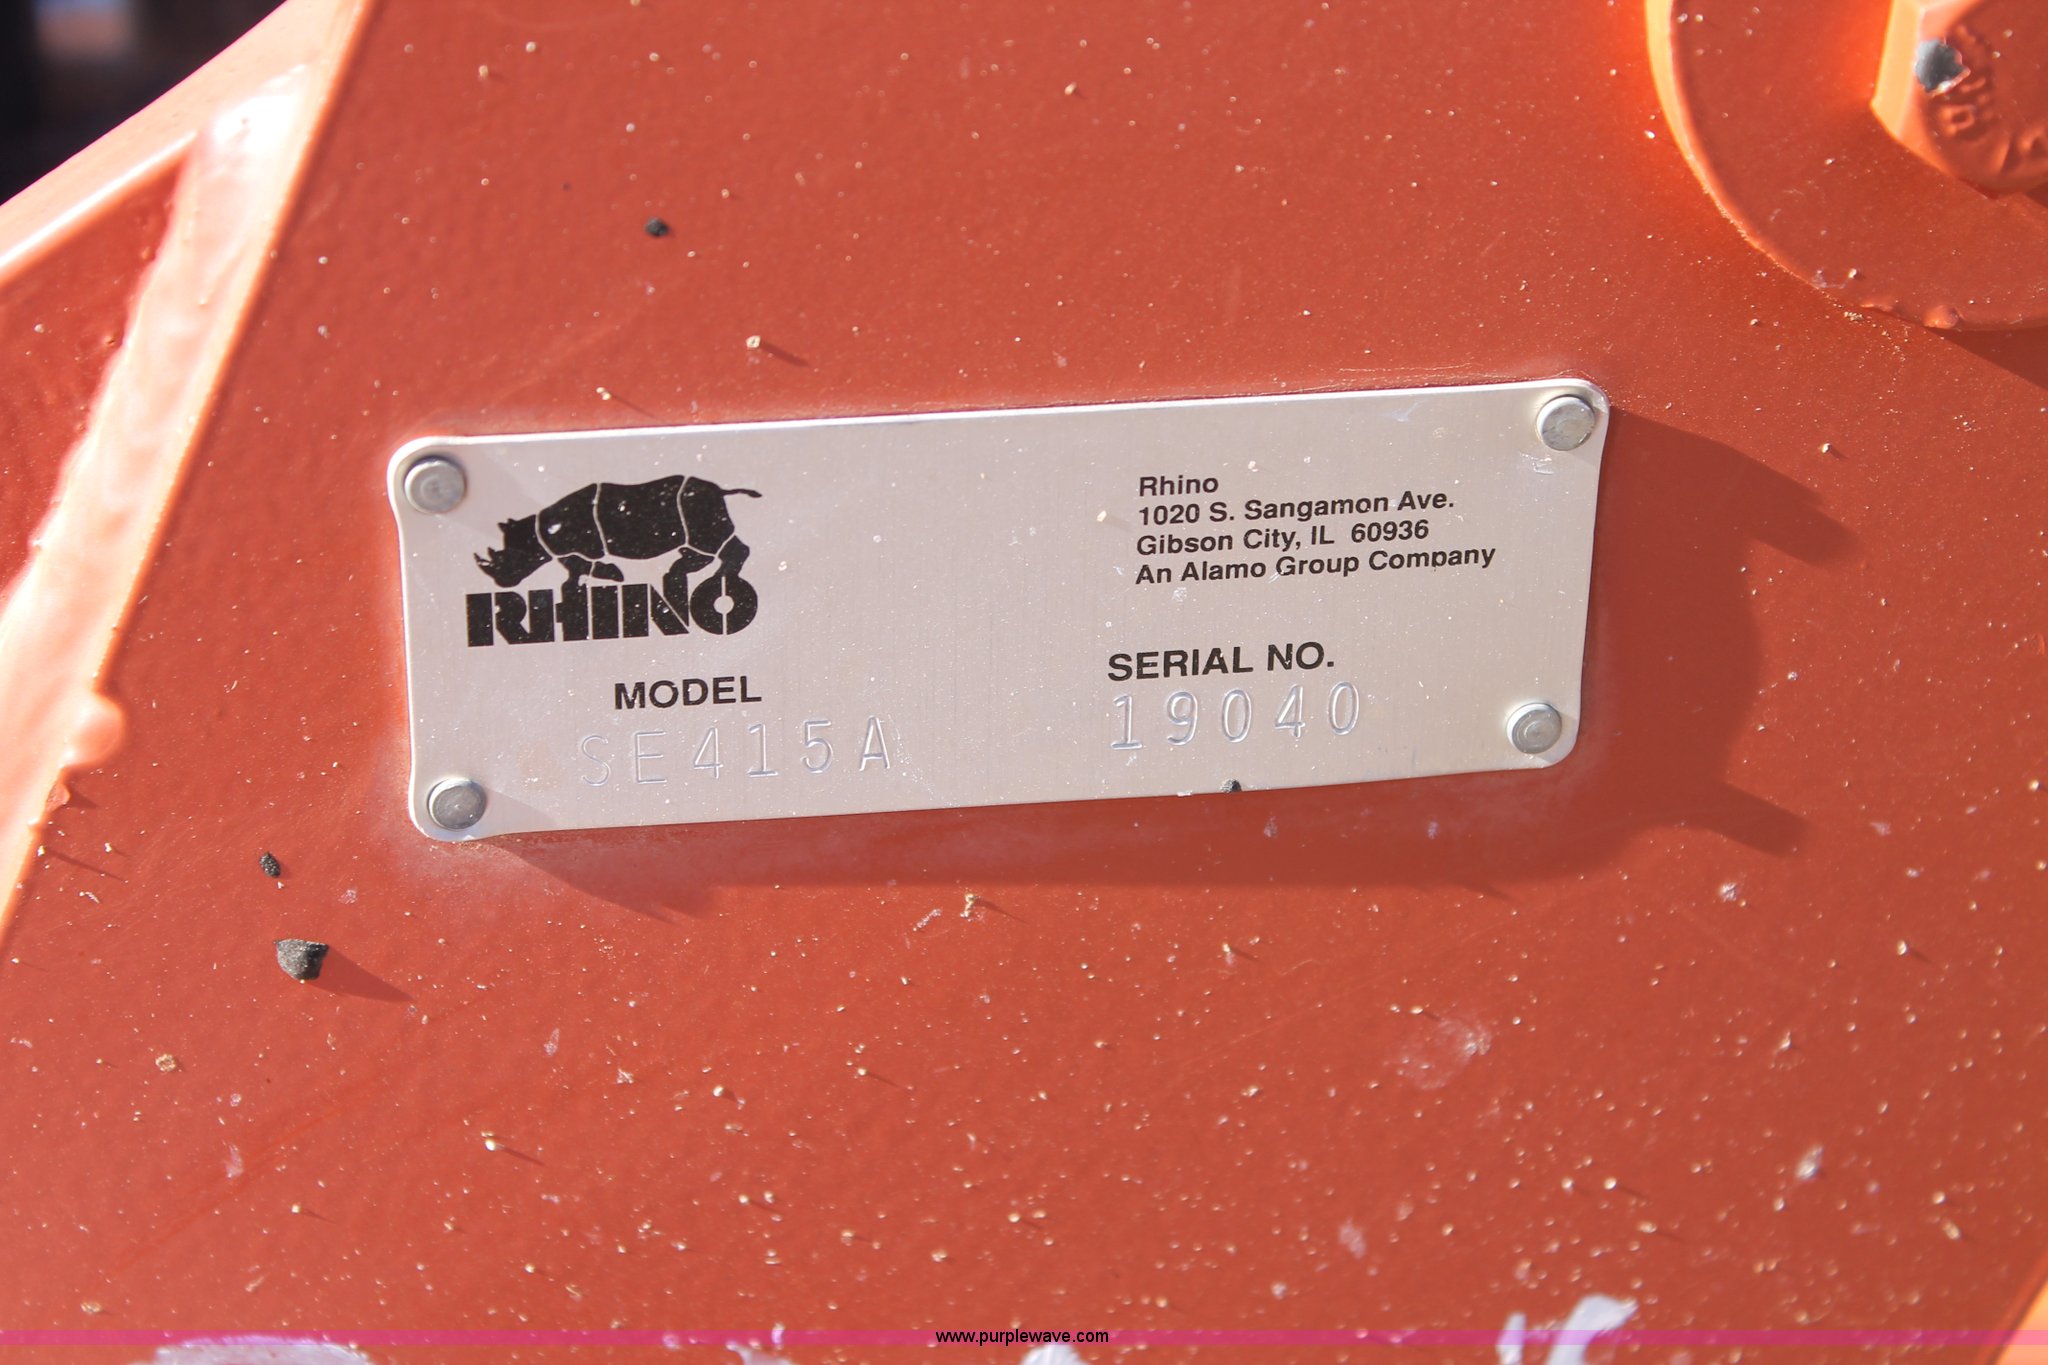 RHINO
Rhino
1020 S. Sangamon Ave.
Gibson City, IL 60936
An Alamo Group Company
MODEL
SE415A
SERIAL NO.
19040
www.purplewave.com